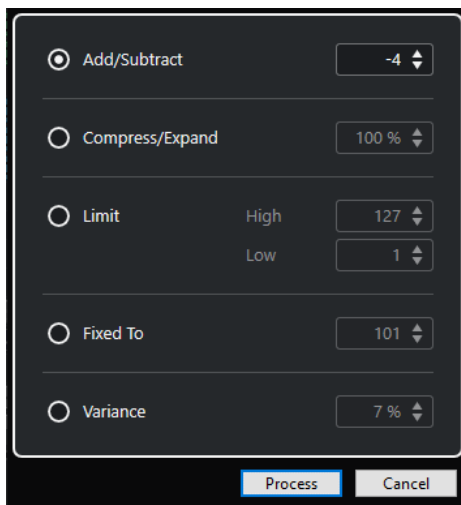 Add/Subtract -4
Compress/Expand 100 %
Limit High 127
Low 1
Fixed To 101
Variance 7 %
Process Cancel